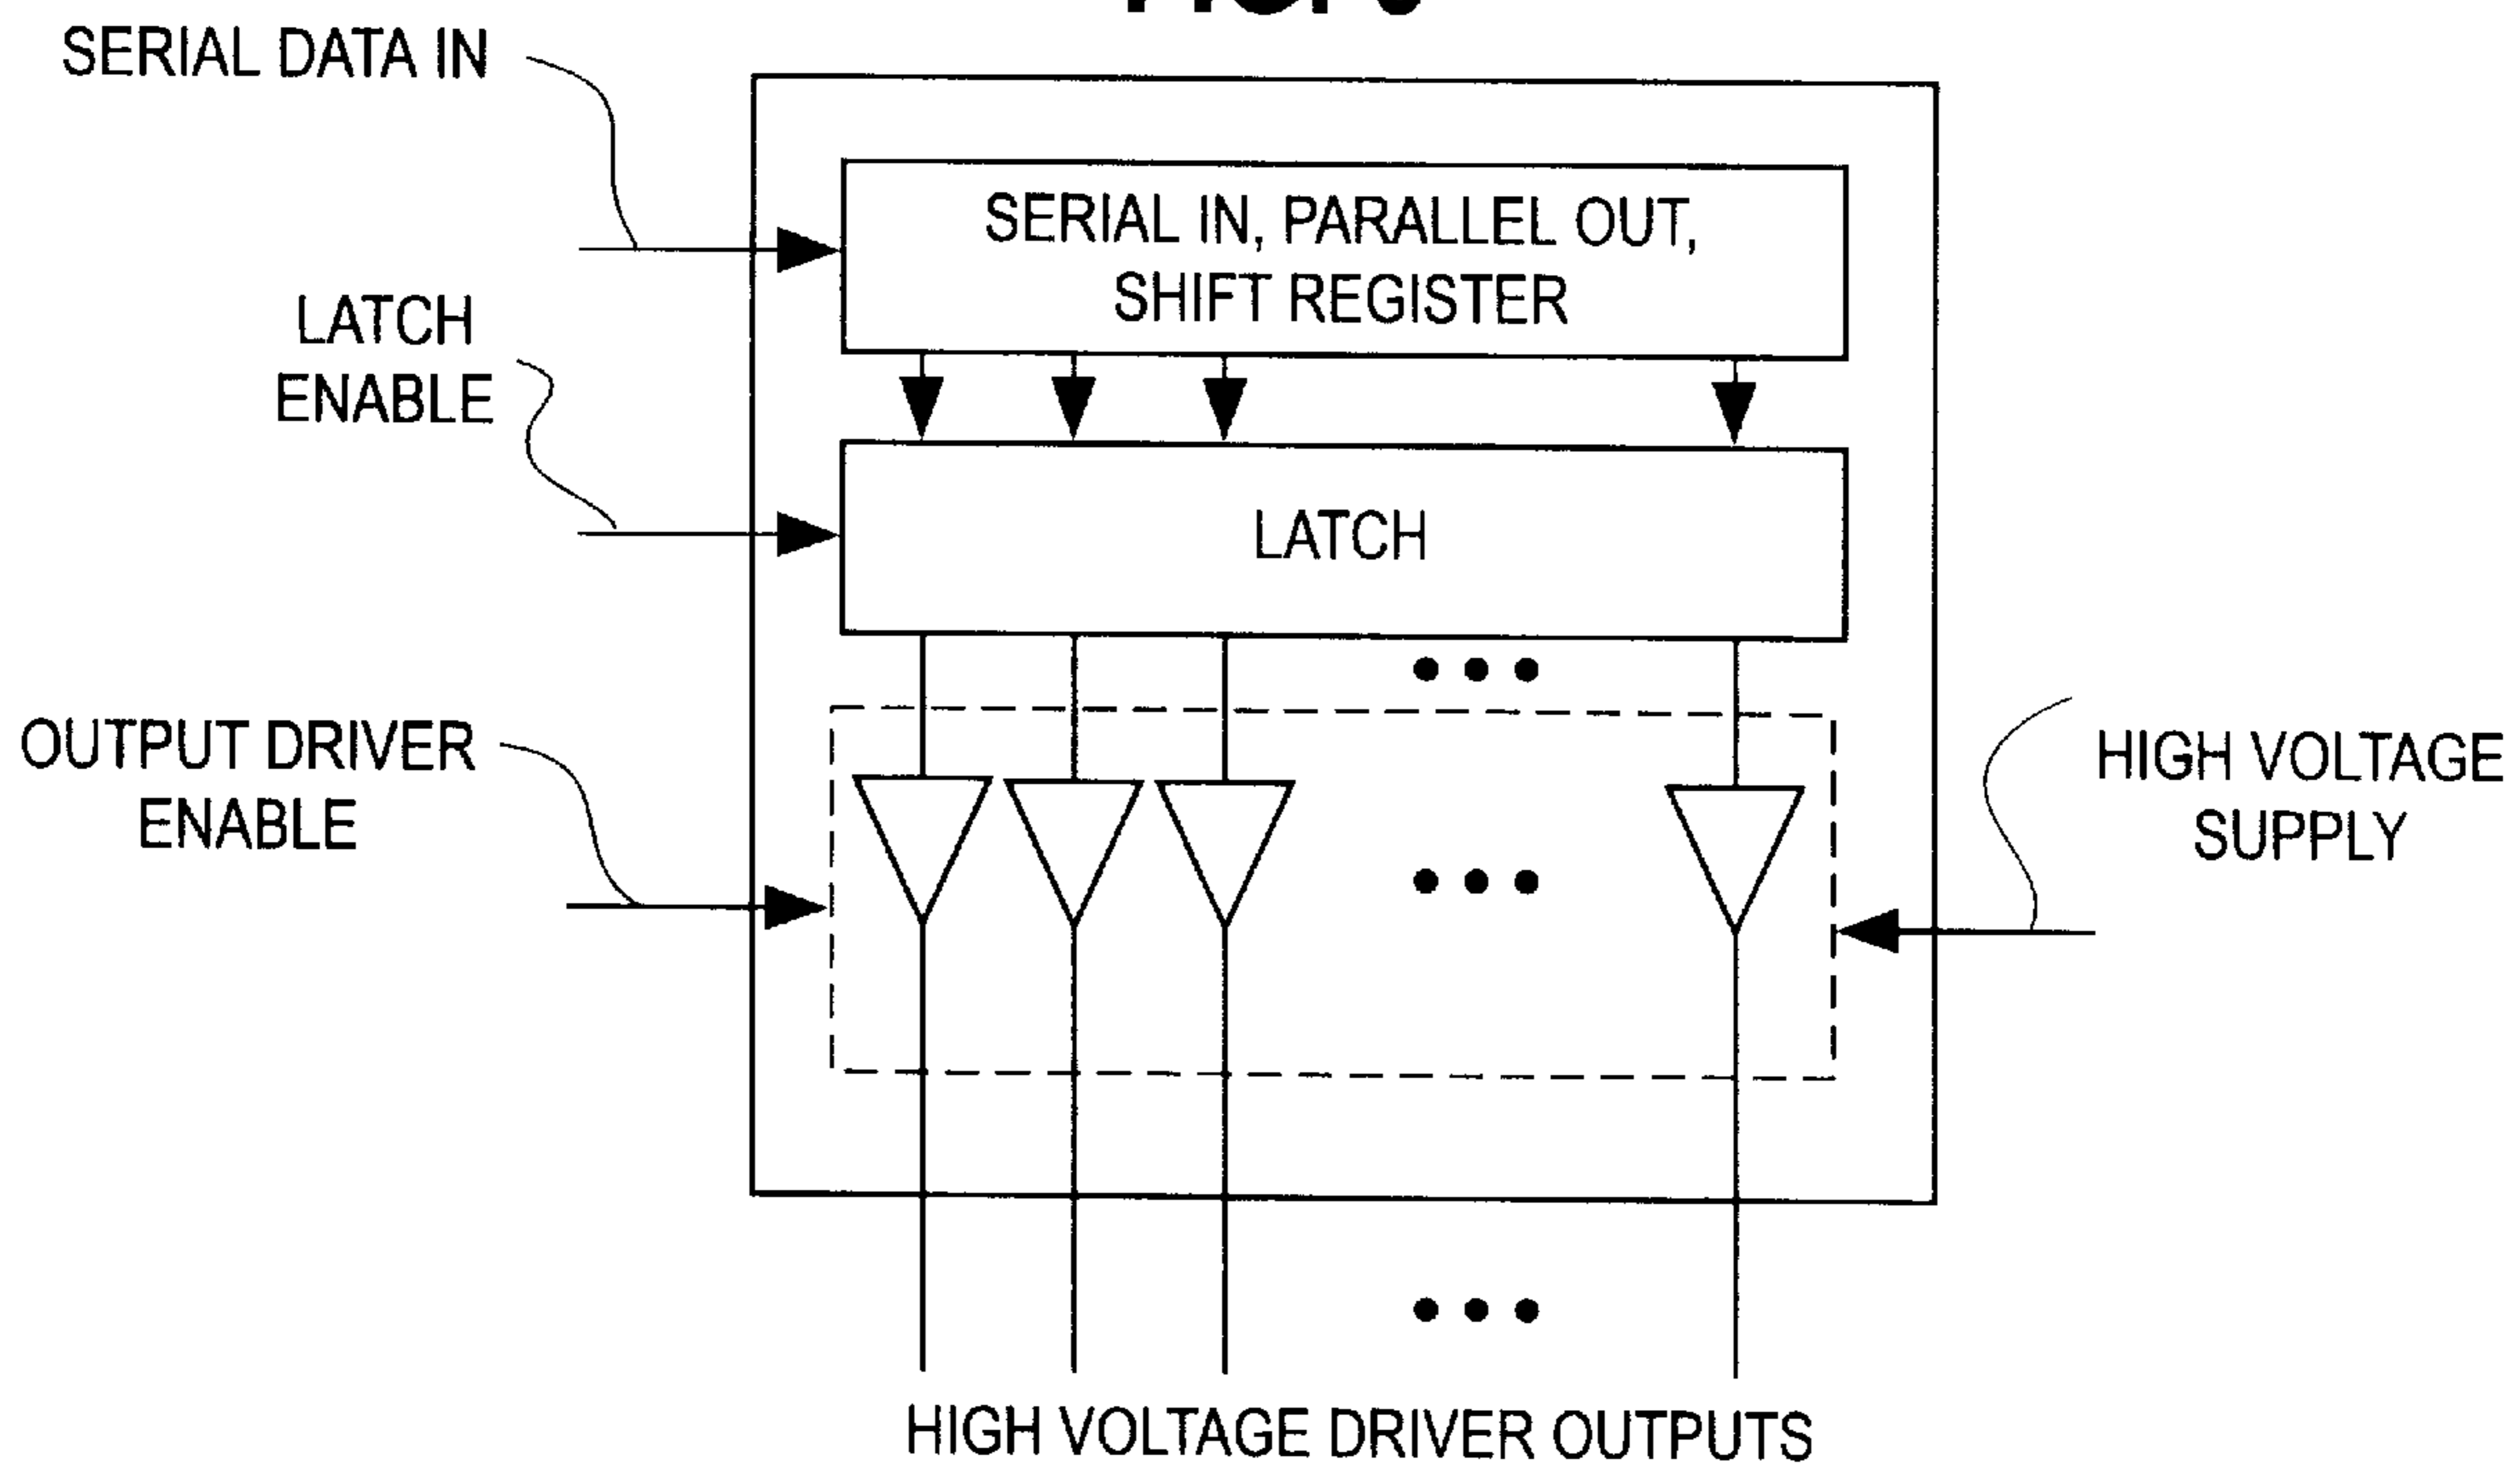 SERIAL DATA IN
SERIAL IN, PARALLEL OUT,
SHIFT REGISTER
LATCH
ENABLE
LATCH
OUTPUT DRIVER
ENABLE
HIGH VOLTAGE
SUPPLY
HIGH VOLTAGE DRIVER OUTPUTS